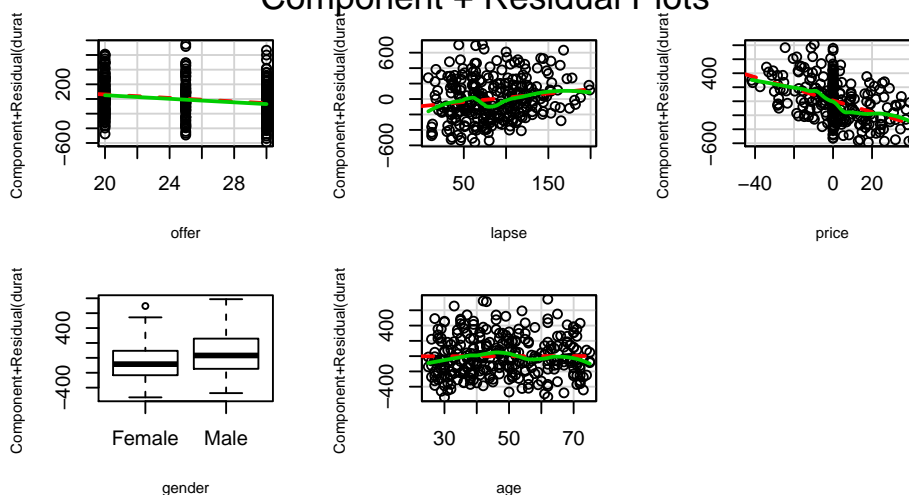 Component + Residual Plots
Component+Residual(durat
200
−600
20
24
28
offer
Component+Residual(durat
600
0
−600
50
150
lapse
Component+Residual(durat
400
−600
−40
0
20
price
Component+Residual(durat
400
−400
Female
Male
gender
Component+Residual(durat
400
−400
30
50
70
age